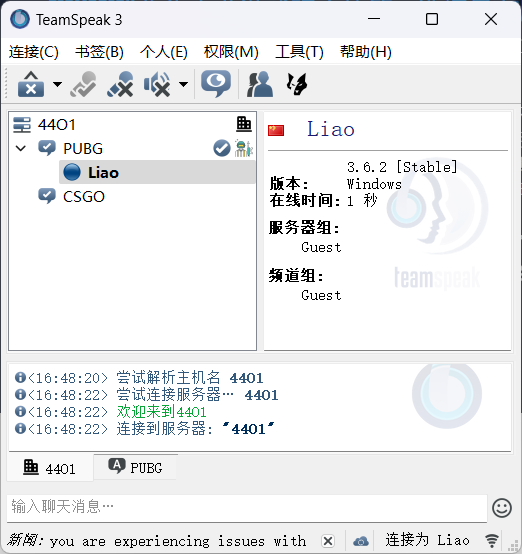 TeamSpeak 3
连接(C) 书签(B) 个人(E) 权限(M) 工具(T) 帮助(H)
44O1
PUBG
Liao
CSGO
Liao
3.6.2 [Stable]
版本: Windows
在线时间: 1 秒
服务器组:
Guest
频道组:
Guest
teamspeak
<16:48:20> 尝试解析主机名 4401
<16:48:22> 尝试连接服务器… 4401
<16:48:22> 欢迎来到4401
<16:48:22> 连接到服务器: "4401"
4401 PUBG
输入聊天消息…
新闻: you are experiencing issues with 连接为 Liao